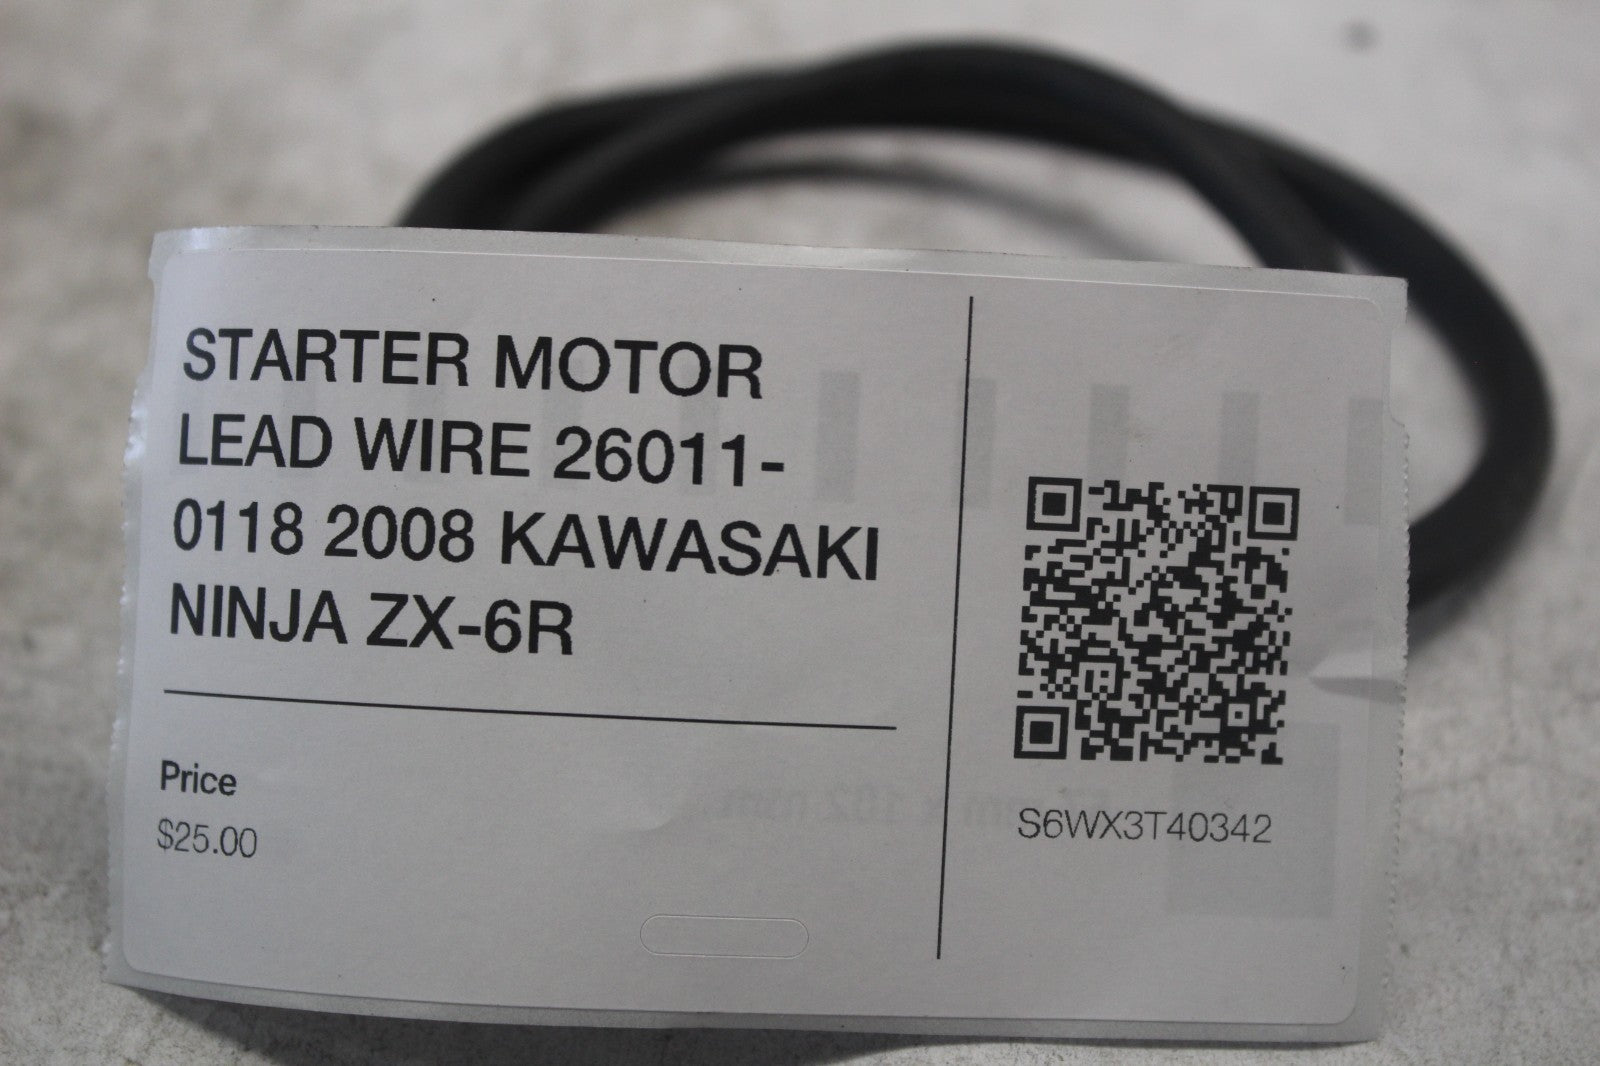 STARTER MOTOR
LEAD WIRE 26011-
0118 2008 KAWASAKI
NINJA ZX-6R
Price
$25.00
S6WX3T40342